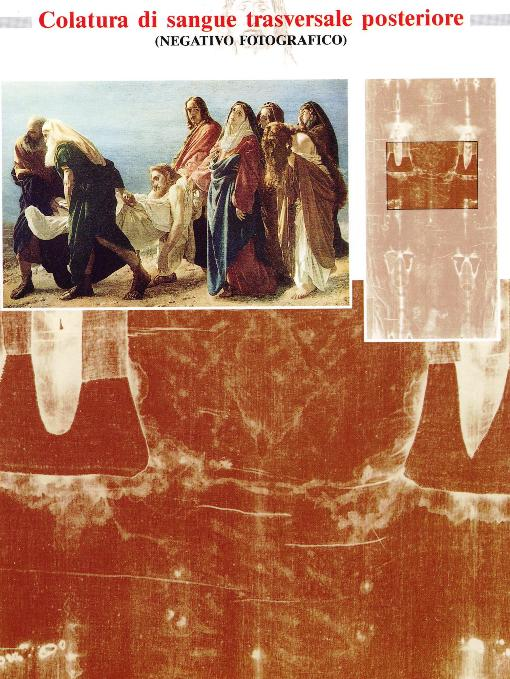 Colatura di sangue trasversale posteriore
(NEGATIVO FOTOGRAFICO)